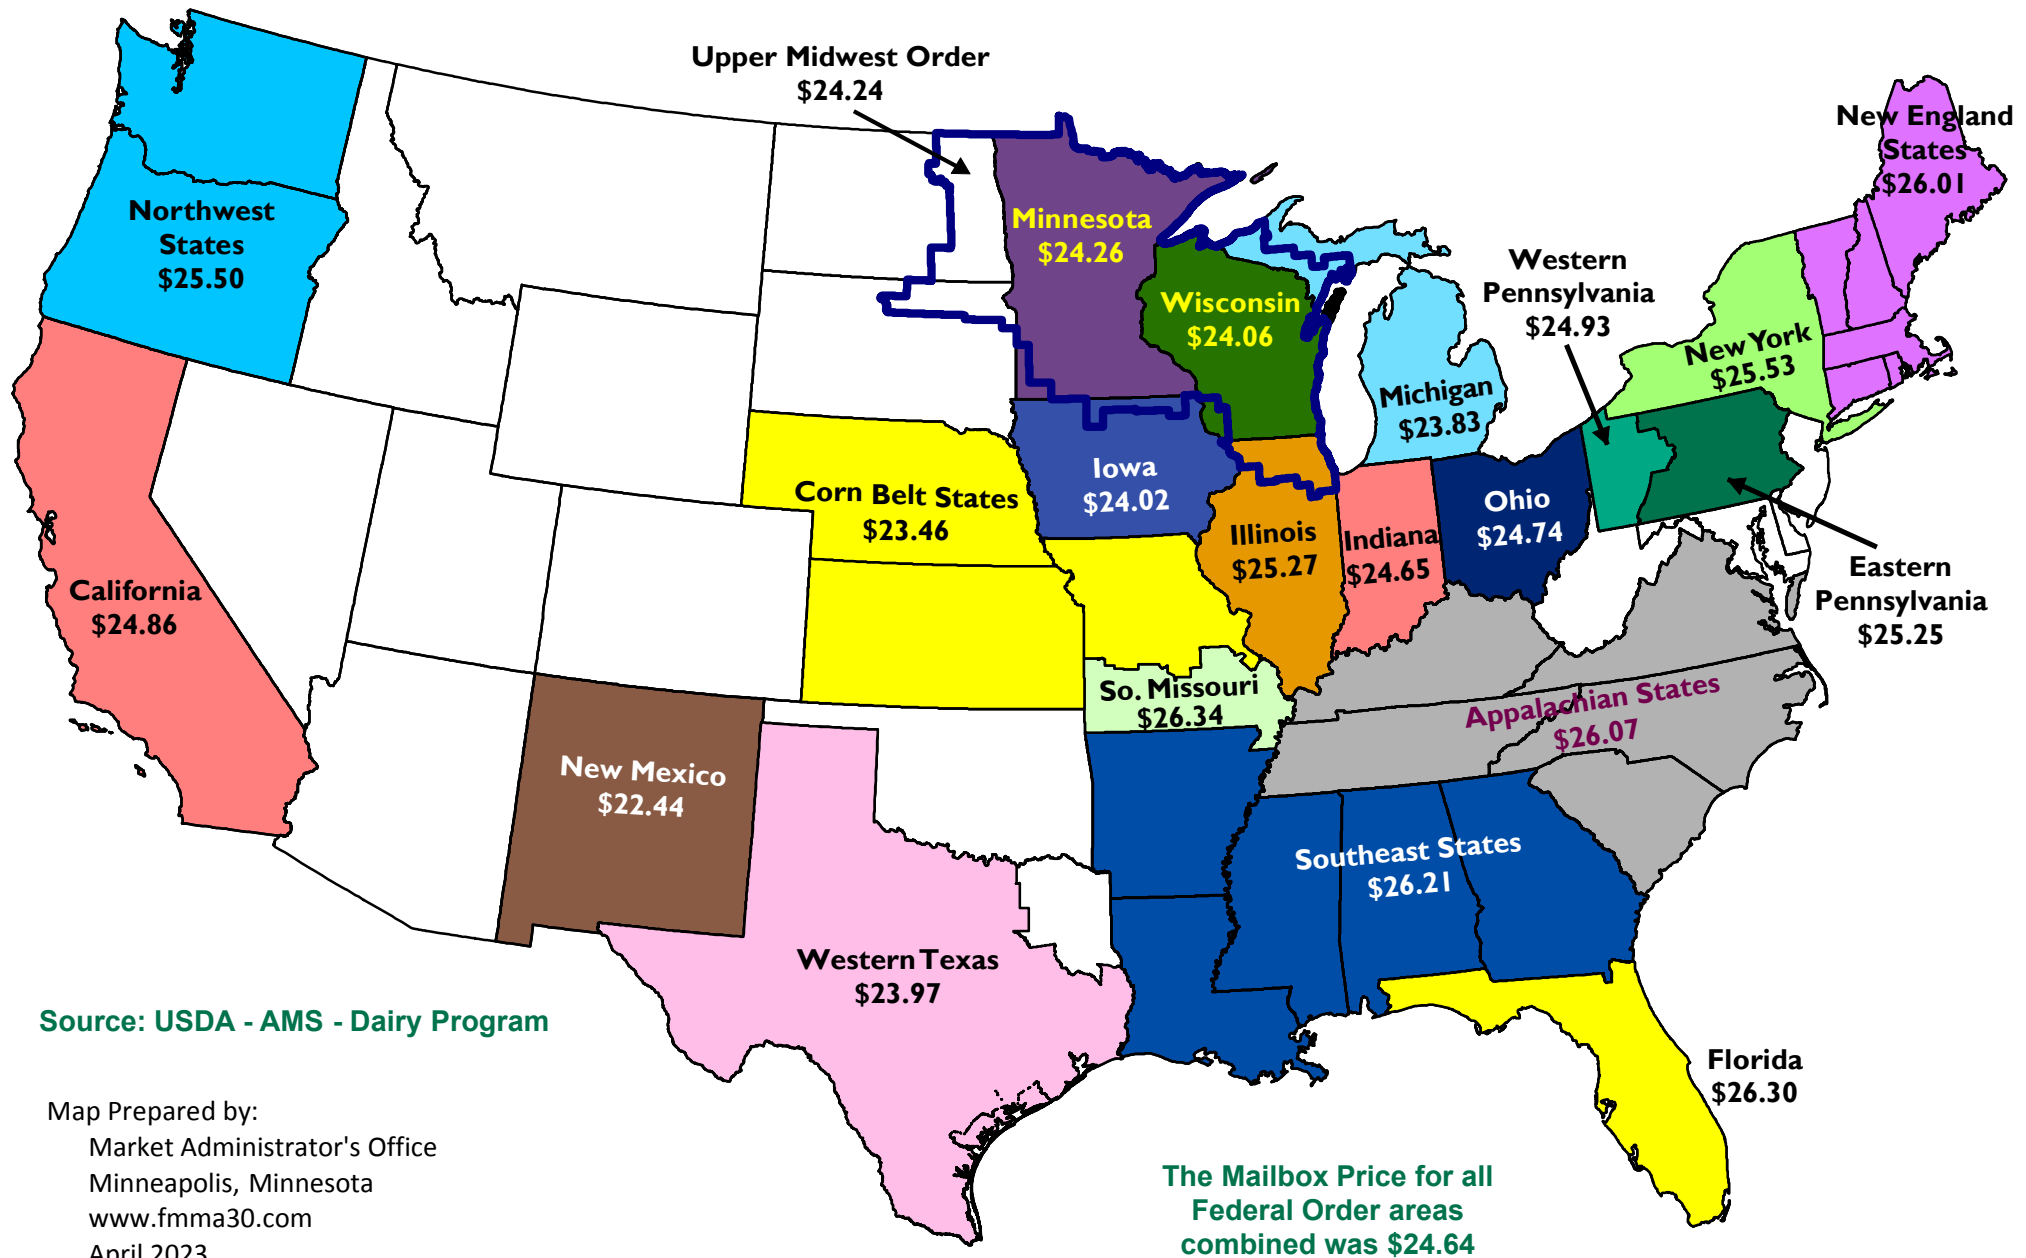 Upper Midwest Order
$24.24
New England
States
$26.01
Northwest
States
$25.50
Minnesota
$24.26
Wisconsin
$24.06
Western
Pennsylvania
$24.93
New York
$25.53
Michigan
$23.83
Iowa
$24.02
Corn Belt States
$23.46
Illinois
$25.27
Indiana
$24.65
Ohio
$24.74
Eastern
Pennsylvania
$25.25
California
$24.86
So. Missouri
$26.34
Appalachian States
$26.07
New Mexico
$22.44
Southeast States
$26.21
Western Texas
$23.97
Florida
$26.30
Source: USDA - AMS - Dairy Program
Map Prepared by:
Market Administrator's Office
Minneapolis, Minnesota
www.fmma30.com
April 2023
The Mailbox Price for all
Federal Order areas
combined was $24.64